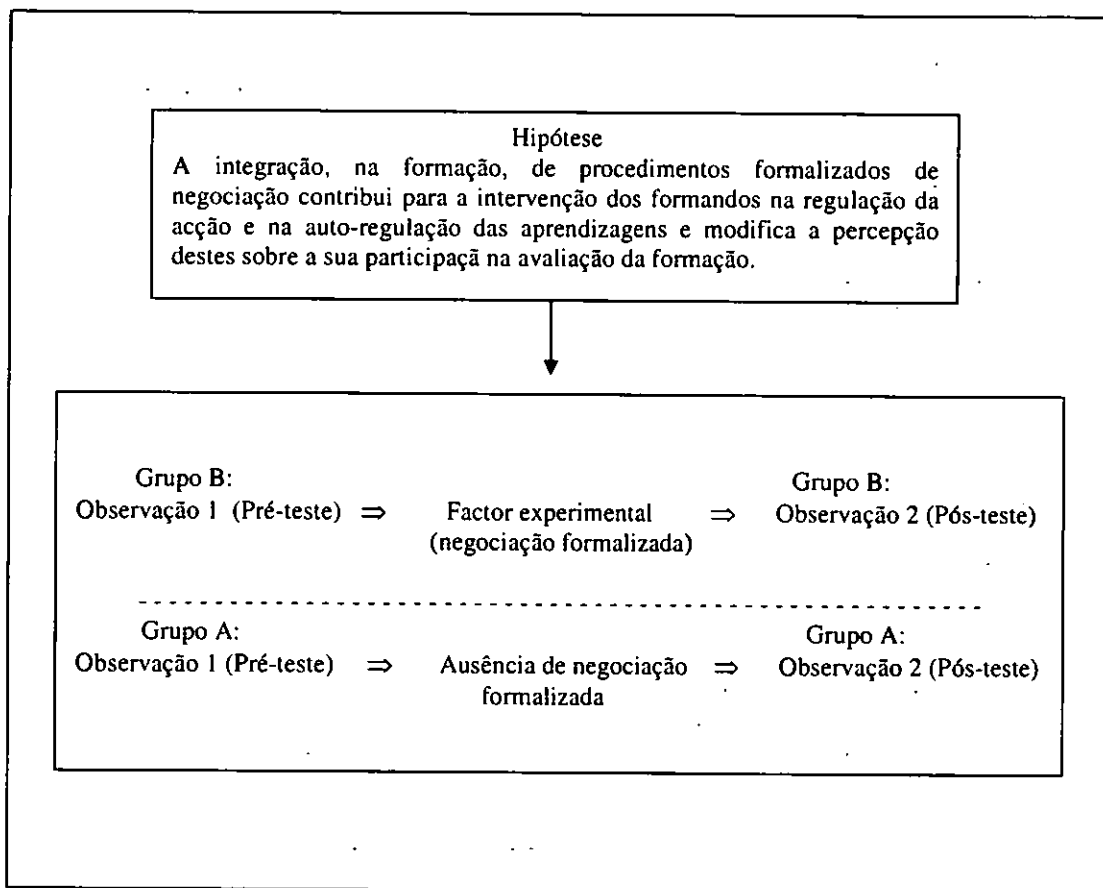 Hipótese
A integração, na formação, de procedimentos formalizados de
negociação contribui para a intervenção dos formandos na regulação da
acção e na auto-regulação das aprendizagens e modifica a percepção
destes sobre a sua participaçã na avaliação da formação.
Grupo B:
Observação 1 (Pré-teste) ⇒ Factor experimental ⇒ Grupo B:
(negociação formalizada) Observação 2 (Pós-teste)
Grupo A:
Observação 1 (Pré-teste) ⇒ Ausência de negociação ⇒ Grupo A:
formalizada Observação 2 (Pós-teste)